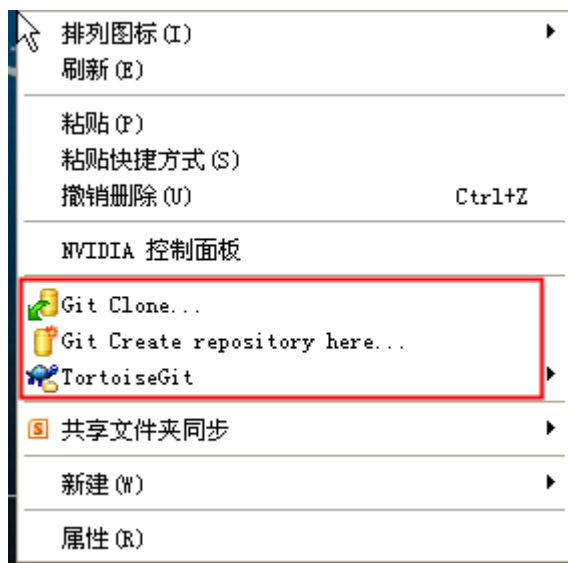 排列图标(I)
刷新(E)
粘贴(P)
粘贴快捷方式(S)
撤销删除(U) Ctrl+Z
NVIDIA 控制面板
Git Clone...
Git Create repository here...
TortoiseGit
共享文件夹同步
新建(W)
属性(R)